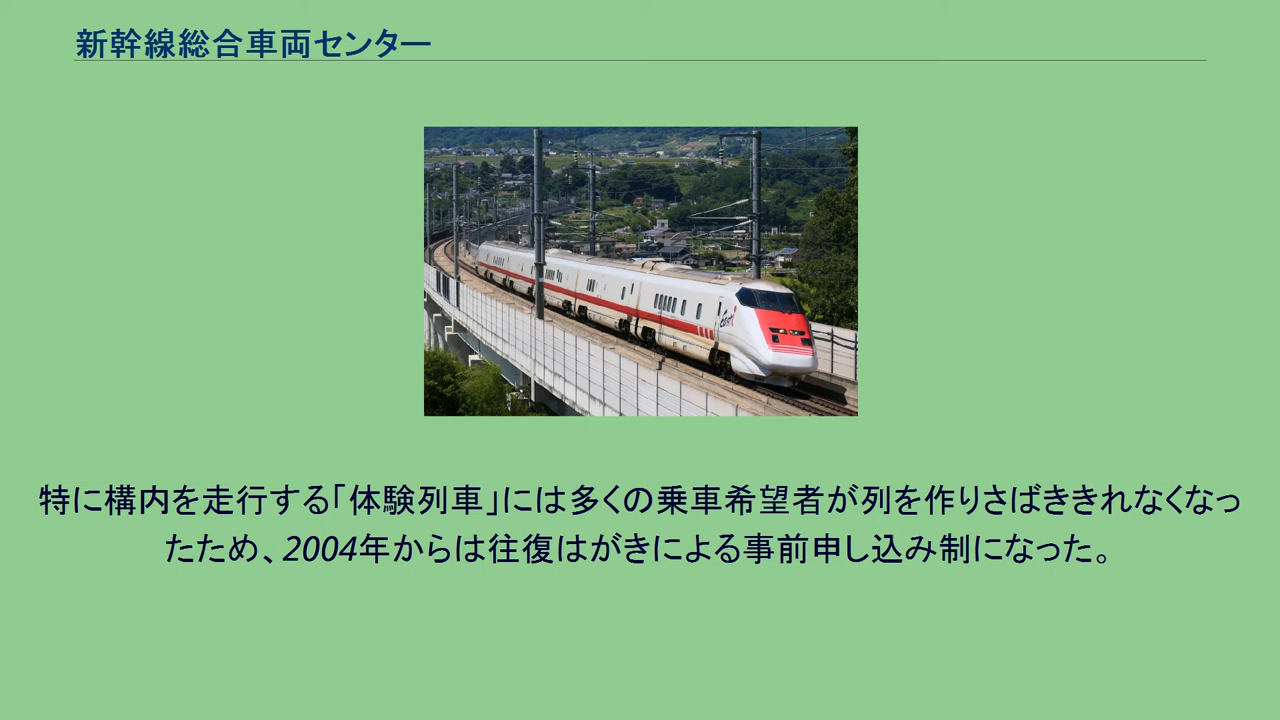 新幹線総合車両センター
特に構内を走行する「体験列車」には多くの乗車希望者が列を作りさばききれなくなっ
たため、2004年からは往復はがきによる事前申し込み制になった。